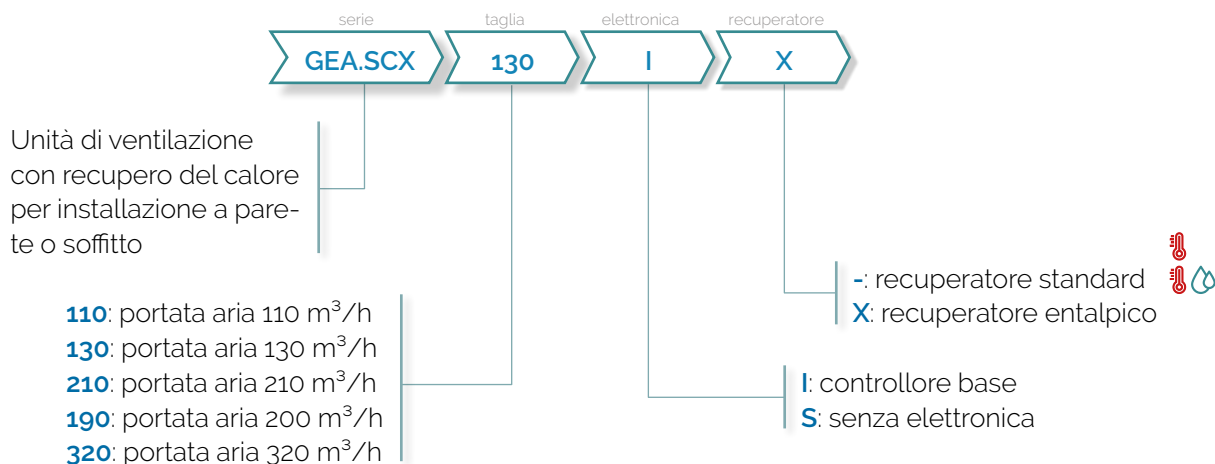 serie
taglia
elettronica
recuperatore
GEA.SCX
130
I
X
Unità di ventilazione
con recupero del calore
per installazione a pare-
te o soffitto
-: recuperatore standard
X: recuperatore entalpico
110: portata aria 110 m³/h
130: portata aria 130 m³/h
210: portata aria 210 m³/h
190: portata aria 200 m³/h
320: portata aria 320 m³/h
I: controllore base
S: senza elettronica